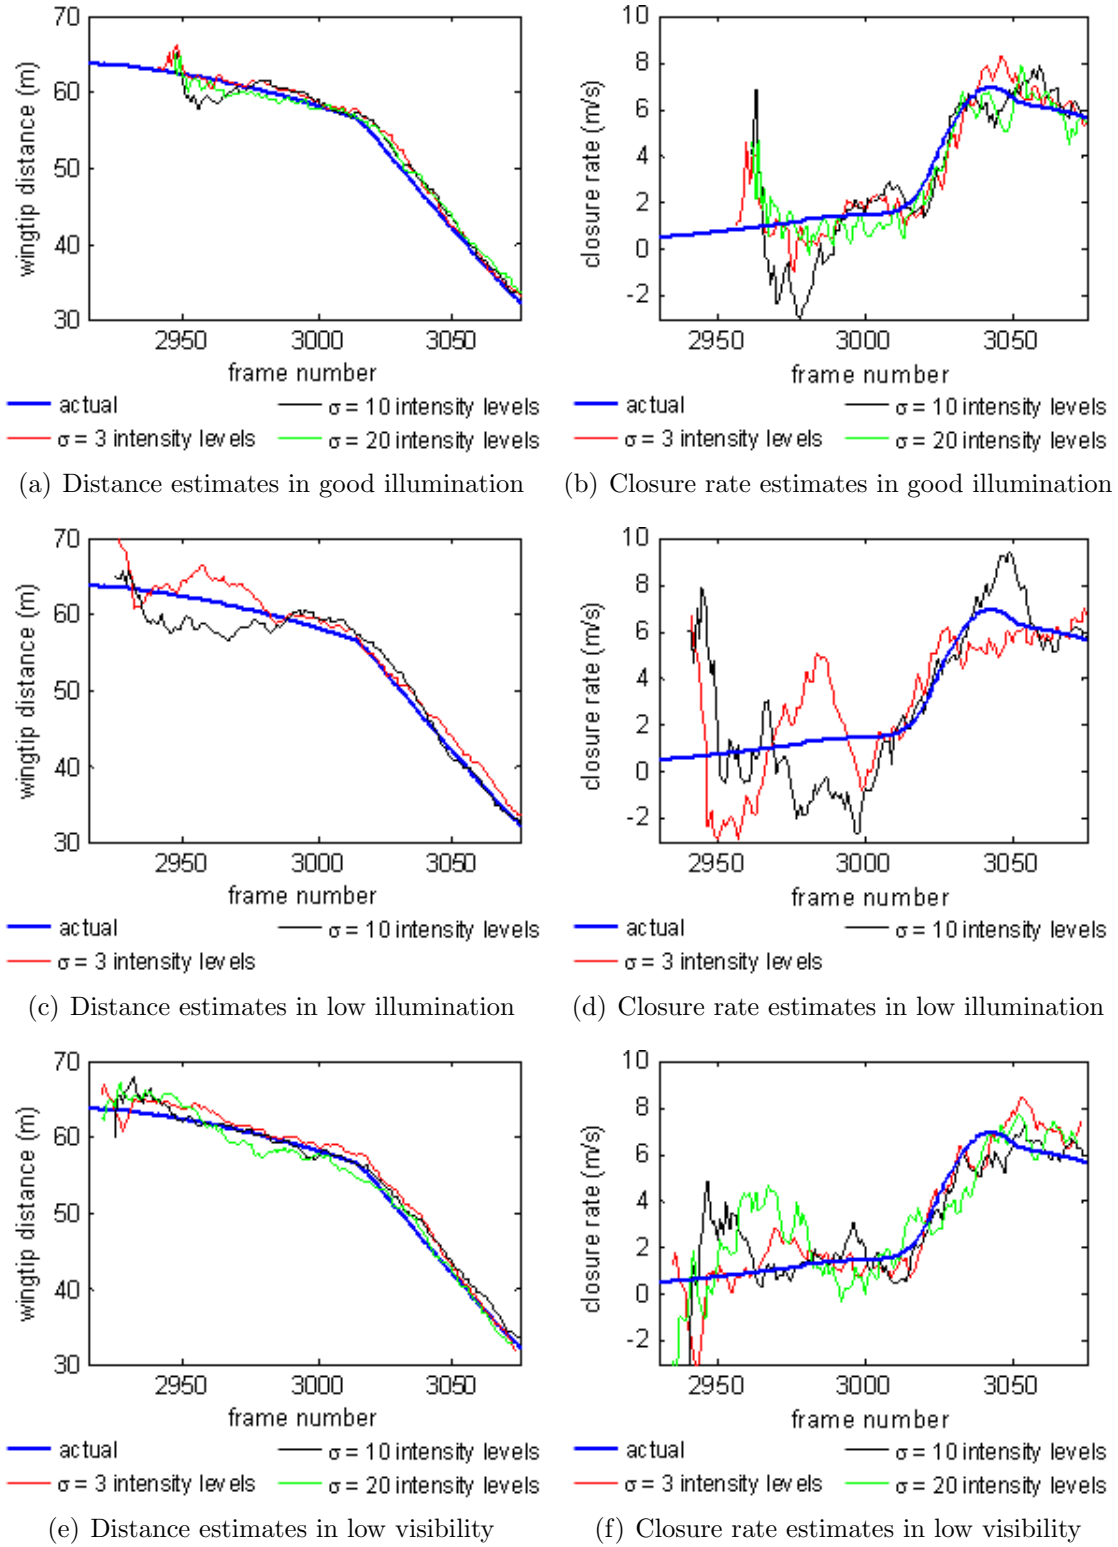 70
60
50
40
30
wingtip distance (m)
2950 3000 3050
frame number
actual
σ = 10 intensity levels
σ = 3 intensity levels
σ = 20 intensity levels
(a) Distance estimates in good illumination
10
8
6
4
2
0
-2
closure rate (m/s)
2950 3000 3050
frame number
actual
σ = 10 intensity levels
σ = 3 intensity levels
σ = 20 intensity levels
(b) Closure rate estimates in good illumination
70
60
50
40
30
wingtip distance (m)
2950 3000 3050
frame number
actual
σ = 10 intensity levels
σ = 3 intensity levels
(c) Distance estimates in low illumination
10
8
6
4
2
0
-2
closure rate (m/s)
2950 3000 3050
frame number
actual
σ = 10 intensity levels
σ = 3 intensity levels
(d) Closure rate estimates in low illumination
70
60
50
40
30
wingtip distance (m)
2950 3000 3050
frame number
actual
σ = 10 intensity levels
σ = 3 intensity levels
σ = 20 intensity levels
(e) Distance estimates in low visibility
10
8
6
4
2
0
-2
closure rate (m/s)
2950 3000 3050
frame number
actual
σ = 10 intensity levels
σ = 3 intensity levels
σ = 20 intensity levels
(f) Closure rate estimates in low visibility